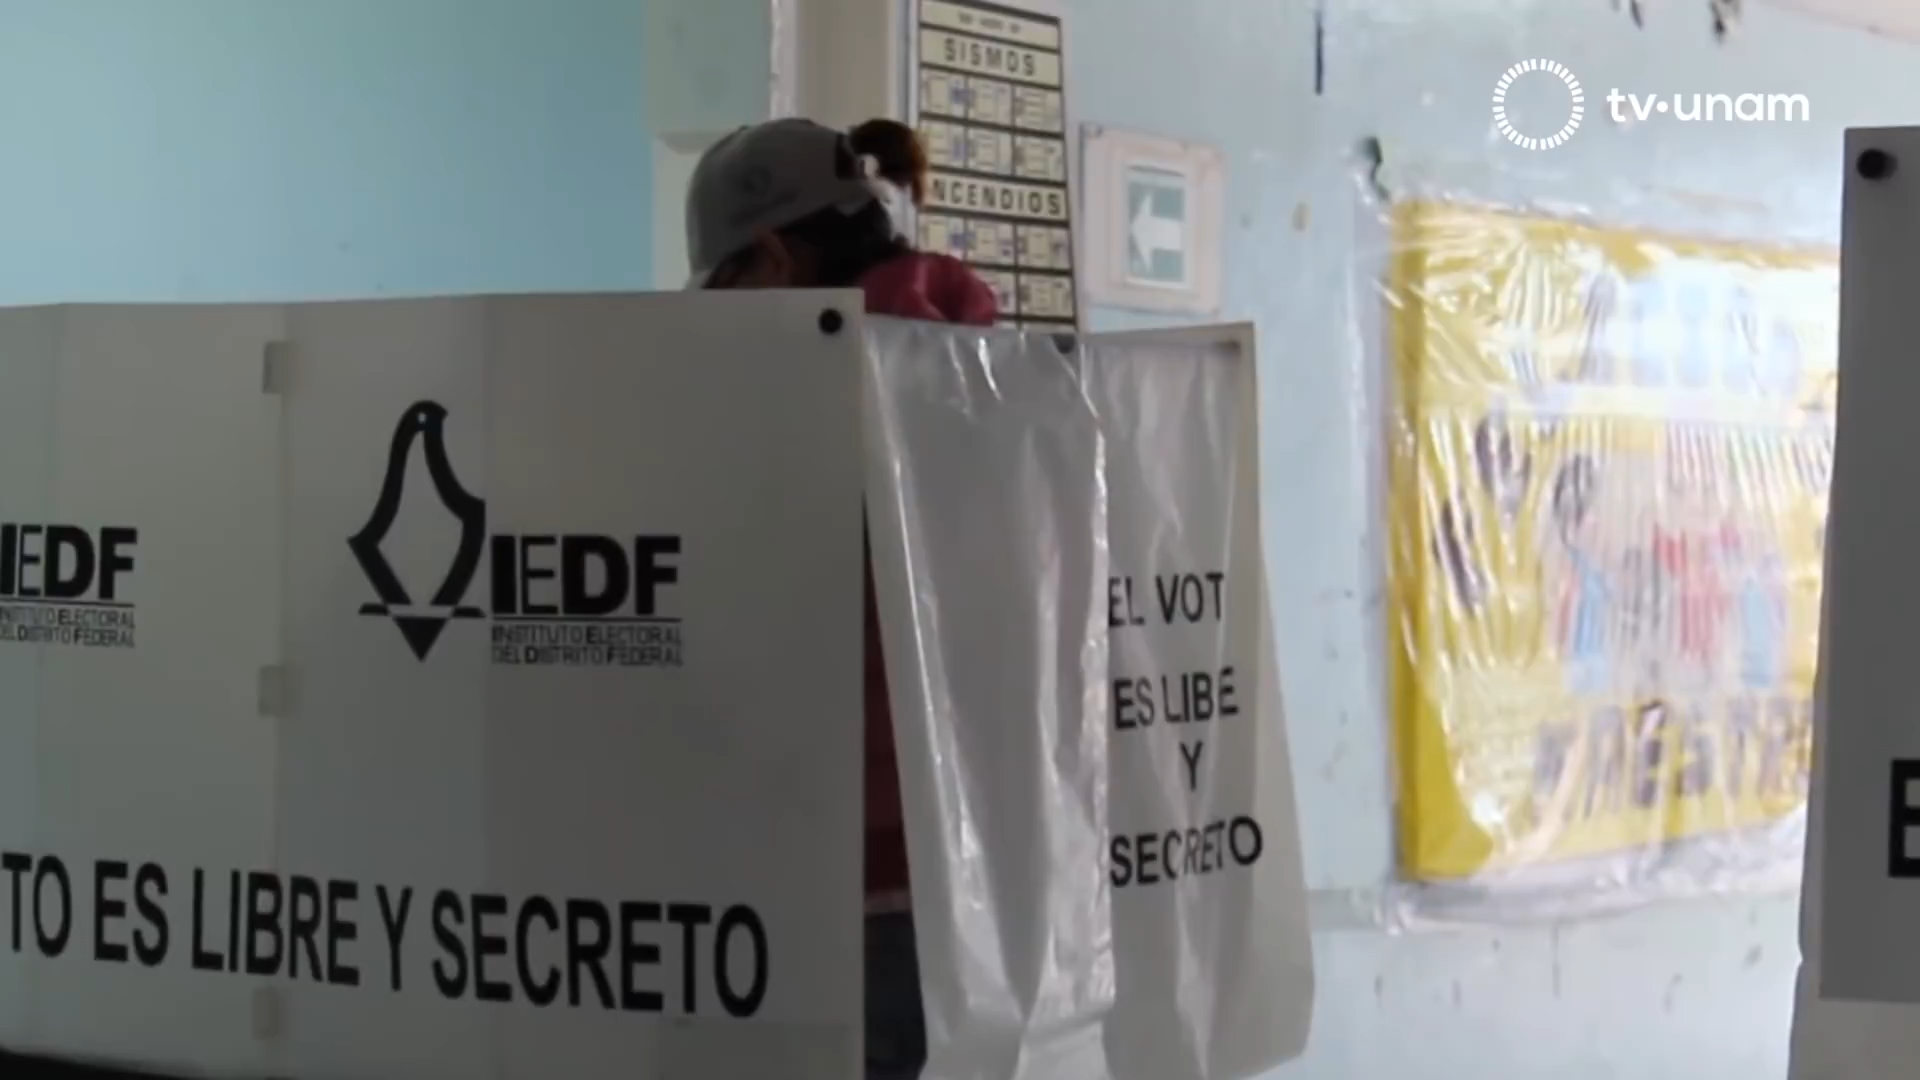 SISMOS
tv·unam
INCENDIOS
IEDF
INSTITUTO ELECTORAL
DEL DISTRITO FEDERAL
IEDF
INSTITUTO ELECTORAL
DEL DISTRITO FEDERAL
EL VOT
ES LIBE
Y
SECRETO
TO ES LIBRE Y SECRETO
E